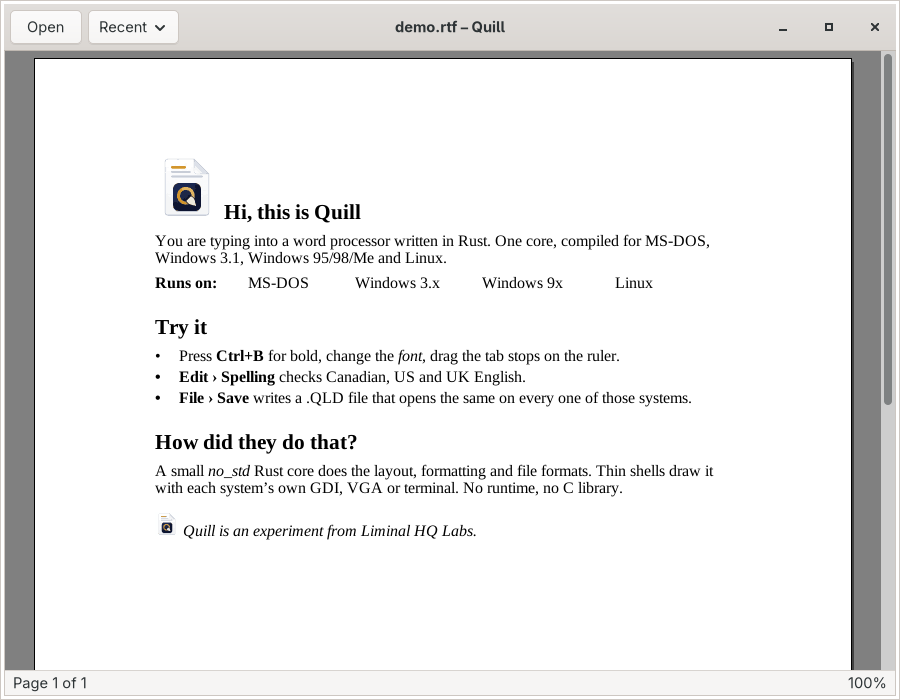 Open Recent demo.rtf – Quill
Hi, this is Quill
You are typing into a word processor written in Rust. One core, compiled for MS-DOS,
Windows 3.1, Windows 95/98/Me and Linux.
Runs on: MS-DOS Windows 3.x Windows 9x Linux
Try it
• Press Ctrl+B for bold, change the font, drag the tab stops on the ruler.
• Edit › Spelling checks Canadian, US and UK English.
• File › Save writes a .QLD file that opens the same on every one of those systems.
How did they do that?
A small no_std Rust core does the layout, formatting and file formats. Thin shells draw it
with each system’s own GDI, VGA or terminal. No runtime, no C library.
Quill is an experiment from Liminal HQ Labs.
Page 1 of 1 100%